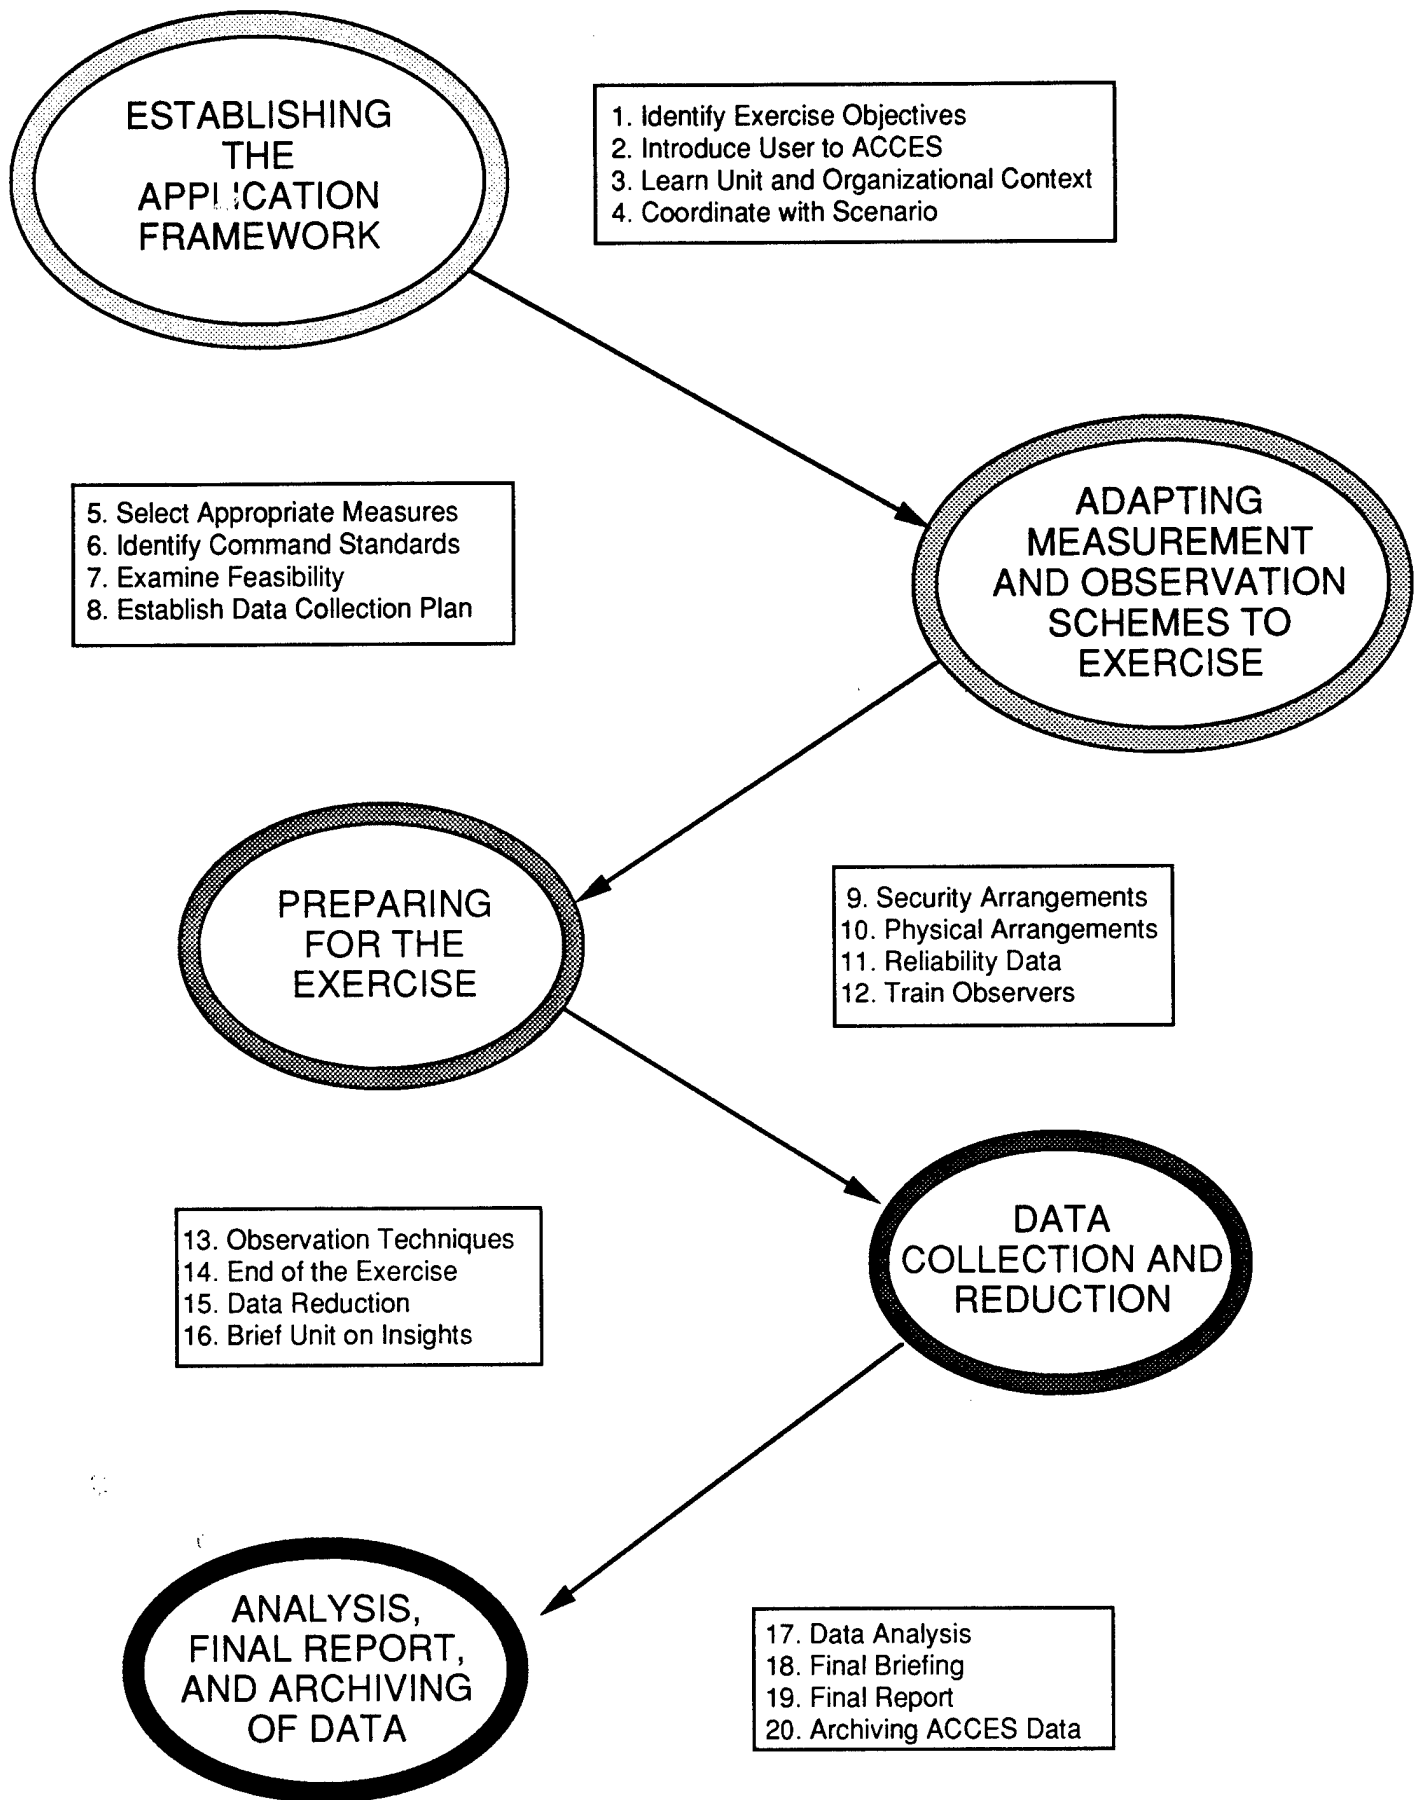 ESTABLISHING
THE
APPLICATION
FRAMEWORK
1. Identify Exercise Objectives
2. Introduce User to ACCES
3. Learn Unit and Organizational Context
4. Coordinate with Scenario
5. Select Appropriate Measures
6. Identify Command Standards
7. Examine Feasibility
8. Establish Data Collection Plan
ADAPTING
MEASUREMENT
AND OBSERVATION
SCHEMES TO
EXERCISE
PREPARING
FOR THE
EXERCISE
9. Security Arrangements
10. Physical Arrangements
11. Reliability Data
12. Train Observers
13. Observation Techniques
14. End of the Exercise
15. Data Reduction
16. Brief Unit on Insights
DATA
COLLECTION AND
REDUCTION
ANALYSIS,
FINAL REPORT,
AND ARCHIVING
OF DATA
17. Data Analysis
18. Final Briefing
19. Final Report
20. Archiving ACCES Data